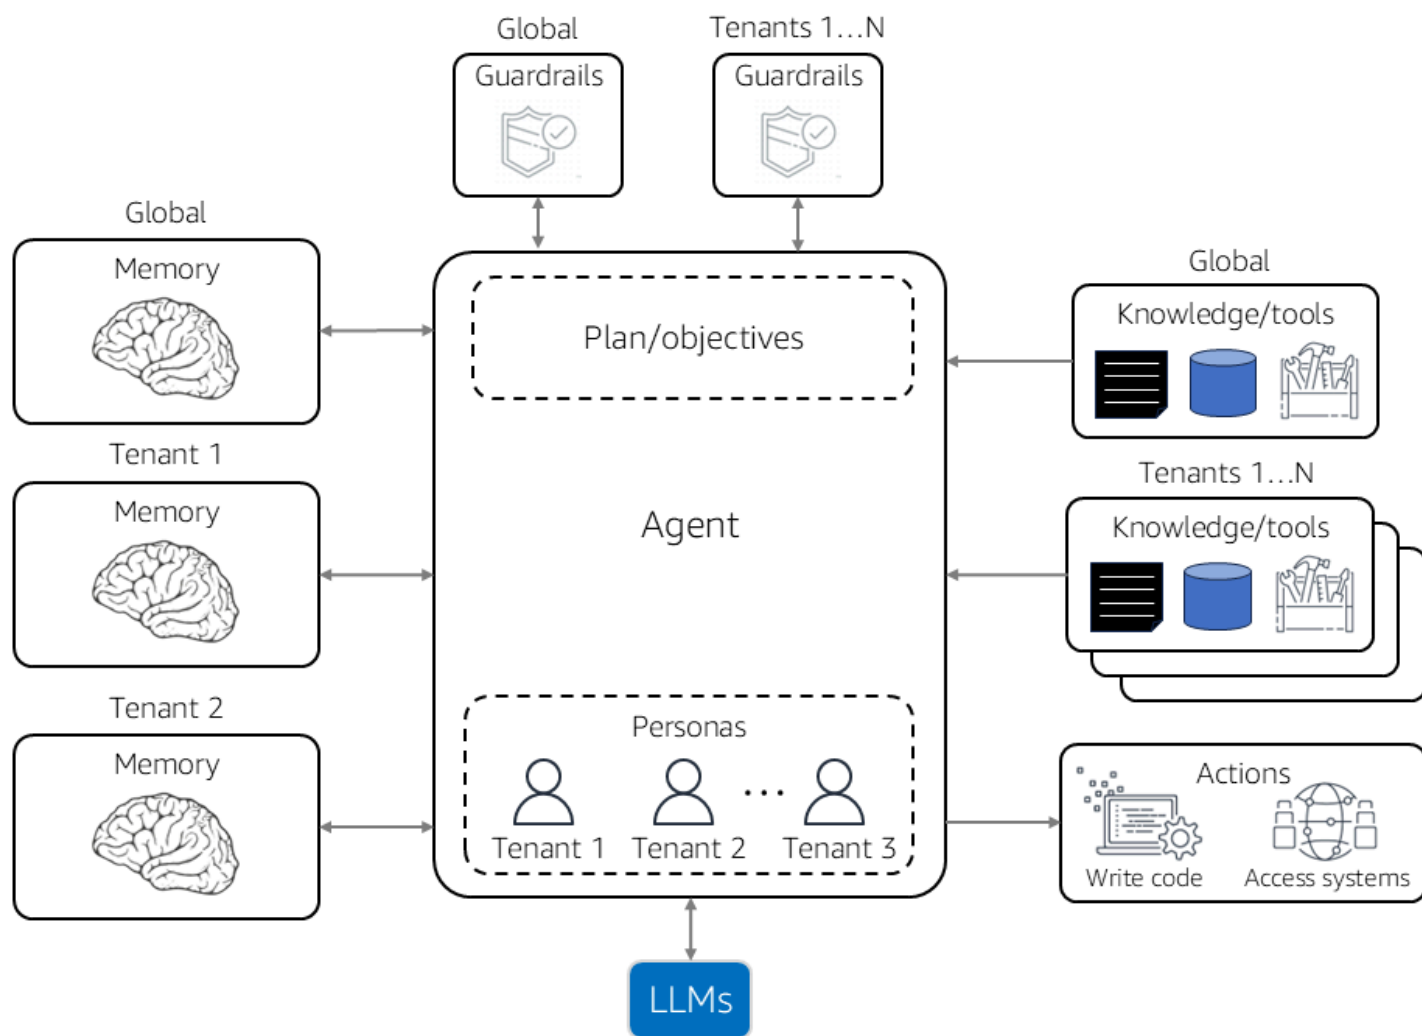 Global
Tenants 1...N
Guardrails
Guardrails
Global
Memory
Tenant 1
Memory
Tenant 2
Memory
Plan/objectives
Agent
Personas
Tenant 1
Tenant 2
...
Tenant 3
LLMs
Global
Knowledge/tools
Tenants 1...N
Knowledge/tools
Actions
Write code
Access systems